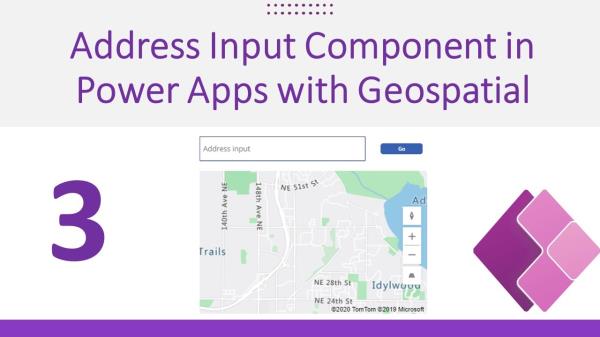 Address Input Component in
Power Apps with Geospatial
3
Address input
Go
140th Ave NE
148th Ave NE
NE 51st St
Ad
Trails
NE 28th St
Idylwood
NE 24th St
©2020 TomTom ©2019 Microsoft